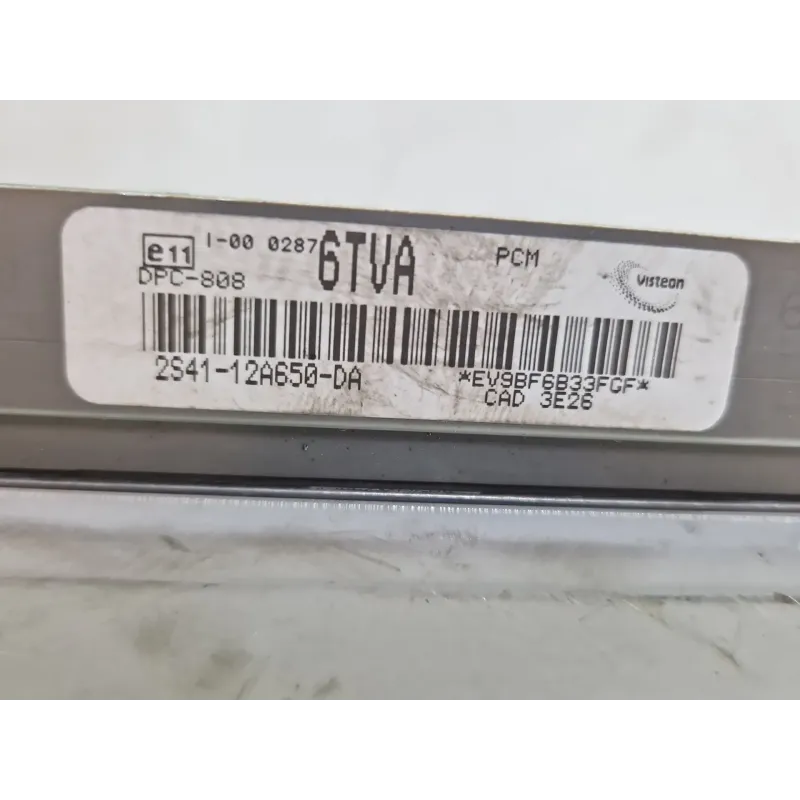 e11 I-00 0287 6TVA PCM
DPC-808 Visteon
2S41-12A650-DA *EV9BF6B33FGF*
CAD 3E26